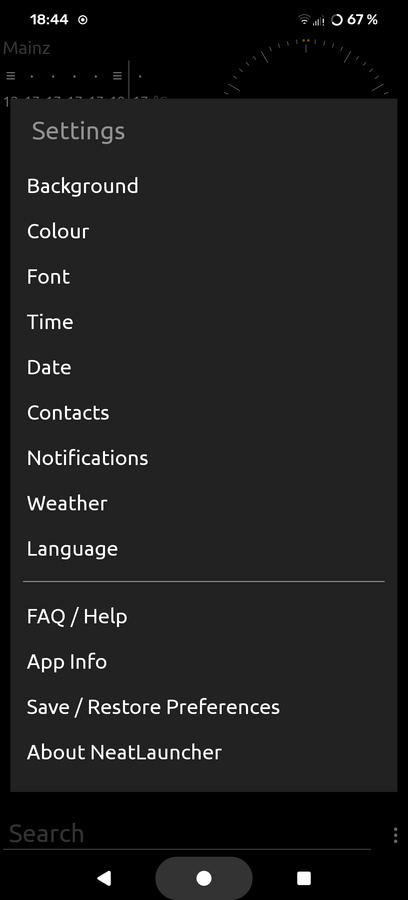 18:44 67 %
Mainz
Settings
Background
Colour
Font
Time
Date
Contacts
Notifications
Weather
Language
FAQ / Help
App Info
Save / Restore Preferences
About NeatLauncher
Search